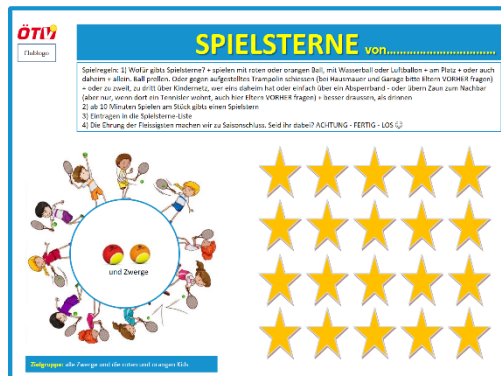 ÖTV
Clublogo
SPIELSTERNE von……………………………
Spielregeln: 1) Wofür gibts Spielsterne? + spielen mit roten oder orangen Ball, mit Wasserball oder Luftballon + am Platz + oder auch
daheim + allein. Ball prellen. Oder gegen aufgestelltes Trampolin schiessen (bei Hausmauer und Garage bitte Eltern VORHER fragen)
+ oder zu zweit, zu dritt über Kindernetz, wer eins daheim hat oder einfach über ein Absperrband - oder übern Zaun zum Nachbar
(aber nur, wenn dort ein Tennisler wohnt, auch hier Eltern VORHER fragen) + besser draussen, als drinnen
2) ab 10 Minuten Spielen am Stück gibts einen Spielstern
3) Eintragen in die Spielsterne-Liste
4) Die Ehrung der Fleissigsten machen wir zu Saisonschluss. Seid ihr dabei? ACHTUNG - FERTIG - LOS ☺
und Zwerge
Zielgruppe: alle Zwerge und die roten und orangen Kids